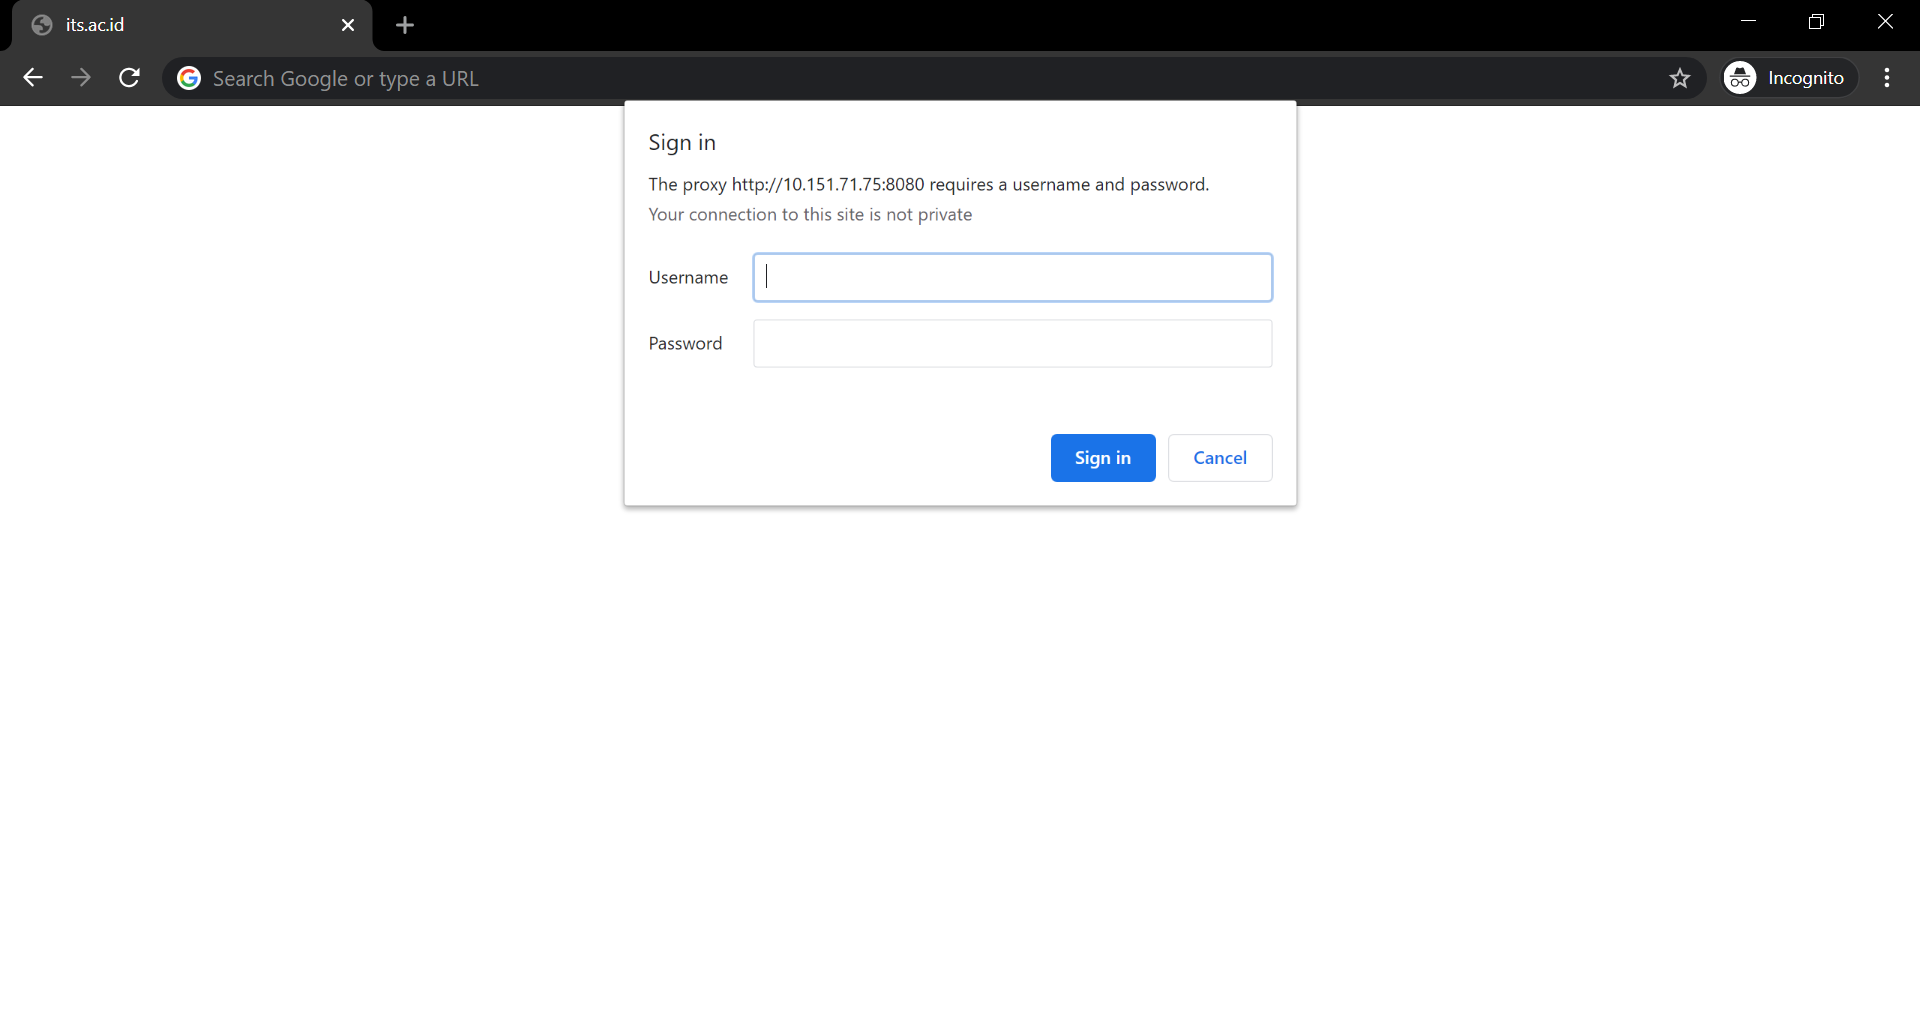 its.ac.id
Search Google or type a URL
Incognito
Sign in
The proxy http://10.151.71.75:8080 requires a username and password.
Your connection to this site is not private
Username
Password
Sign in
Cancel